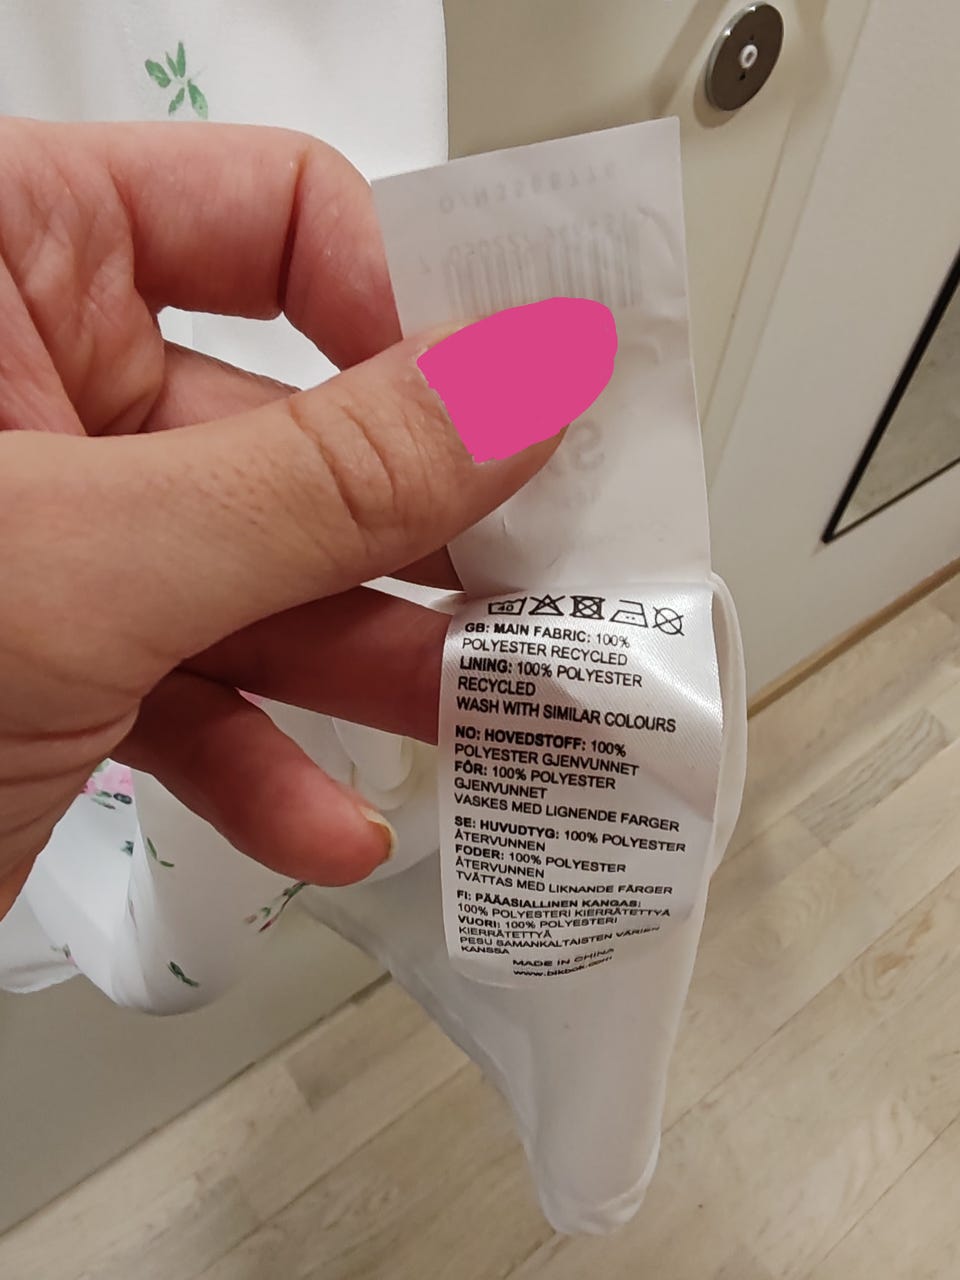 40
GB: MAIN FABRIC: 100%
POLYESTER RECYCLED
LINING: 100% POLYESTER
RECYCLED
WASH WITH SIMILAR COLOURS
NO: HOVEDSTOFF: 100%
POLYESTER GJENVUNNET
FÔR: 100% POLYESTER
GJENVUNNET
VASKES MED LIGNENDE FARGER
SE: HUVUDTYG: 100% POLYESTER
ÅTERVUNNEN
FODER: 100% POLYESTER
ÅTERVUNNEN
TVÄTTAS MED LIKNANDE FÄRGER
FI: PÄÄASIALLINEN KANGAS:
100% POLYESTERI KIERRÄTETTYÄ
VUORI: 100% POLYESTERI
KIERRÄTETTYÄ
PESU SAMANKALTAISTEN VÄRIEN
KANSSA
MADE IN CHINA
www.bikbok.com